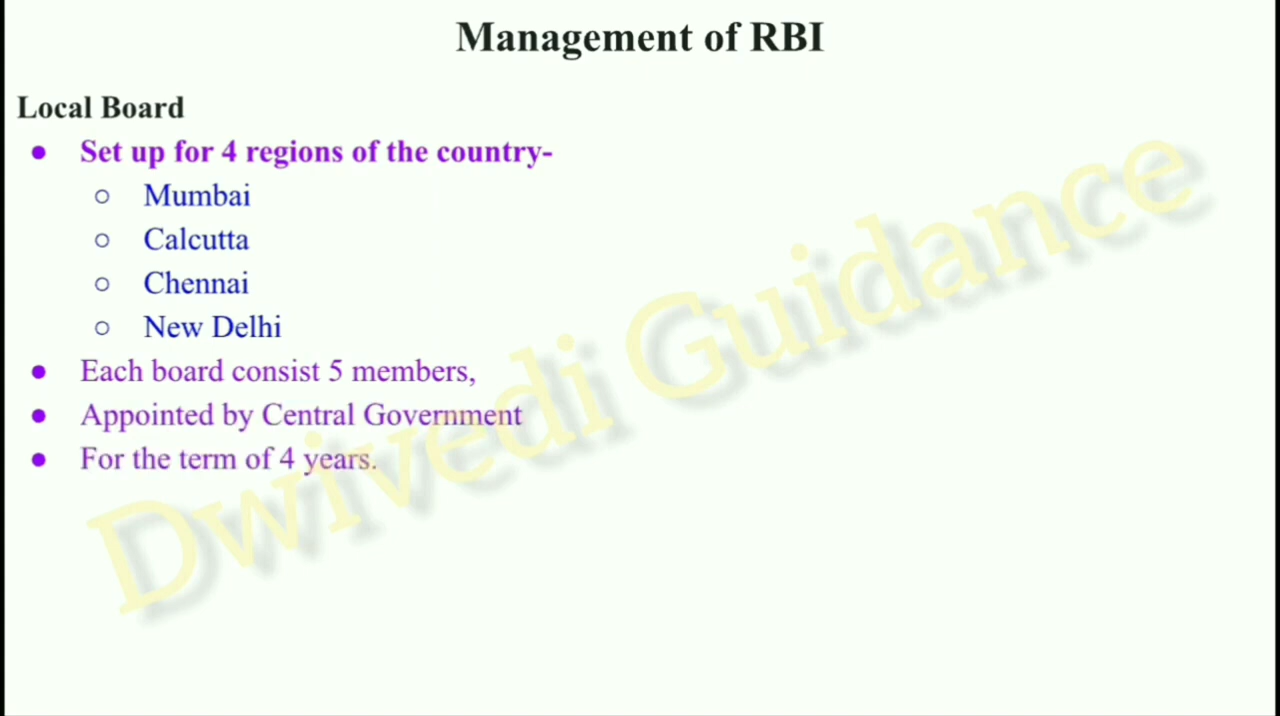 Management of RBI
Local Board
● Set up for 4 regions of the country-
○ Mumbai
○ Calcutta
○ Chennai
○ New Delhi
● Each board consist 5 members,
● Appointed by Central Government
● For the term of 4 years.
Dwivedi Guidance